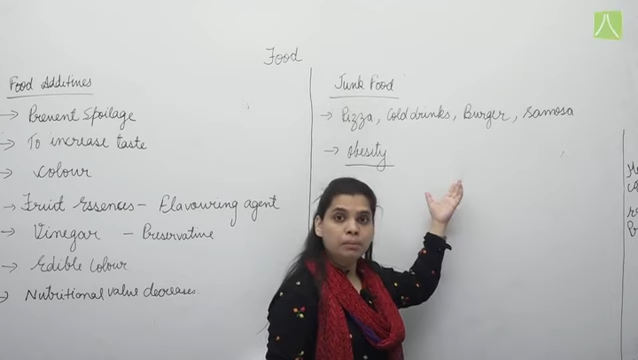 Food
Food Additives
→ Prevent Spoilage
→ To increase taste
→ Colour
→ Fruit essences - Flavouring agent
→ Vinegar - Preservative
→ Edible Colour
→ Nutritional value decreases
Junk Food
→ Pizza, Cold drinks, Burger, Samosa
→ Obesity